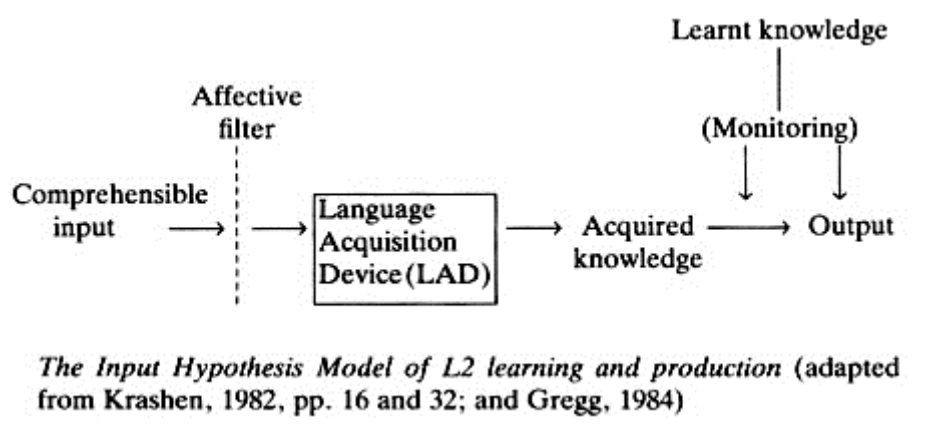 Learnt knowledge
Affective
filter
(Monitoring)
Comprehensible
input
Language
Acquisition
Device(LAD)
Acquired
knowledge
Output
The Input Hypothesis Model of L2 learning and production (adapted
from Krashen, 1982, pp. 16 and 32; and Gregg, 1984)